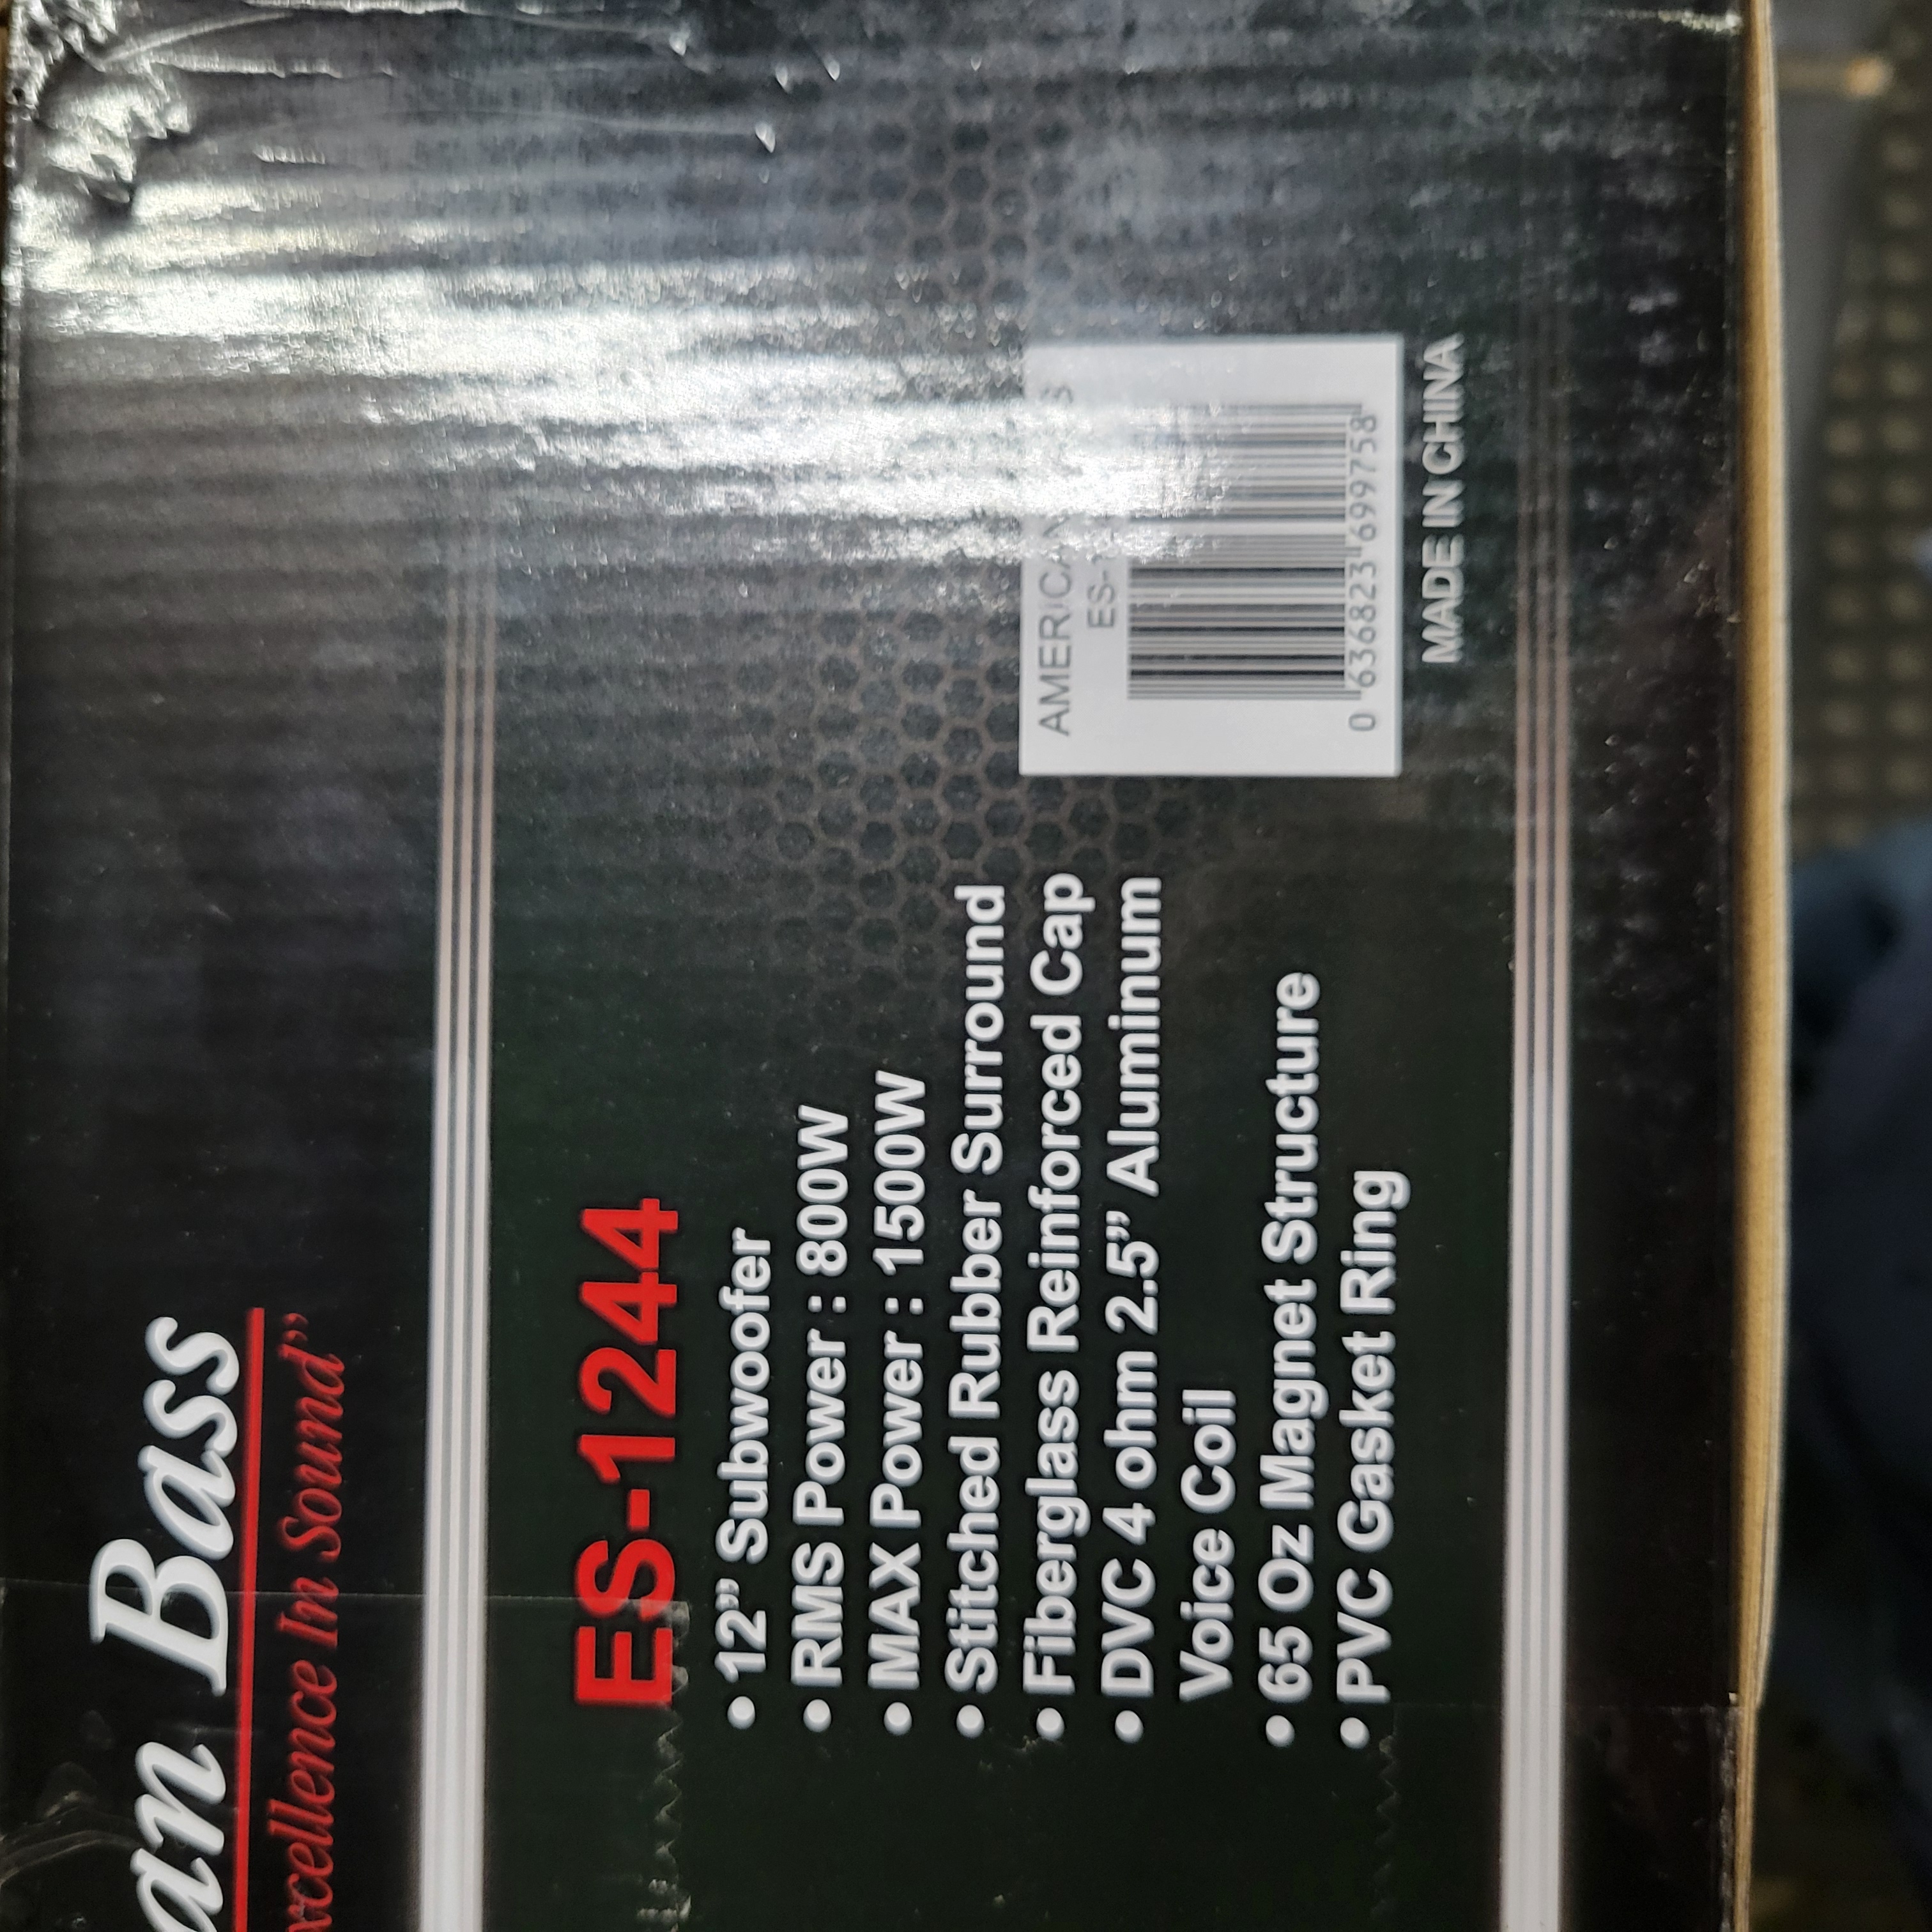 an Bass
xcellence In Sound”
ES-1244
• 12” Subwoofer
• RMS Power : 800W
• MAX Power : 1500W
• Stitched Rubber Surround
• Fiberglass Reinforced Cap
• DVC 4 ohm 2.5” Aluminum
Voice Coil
• 65 Oz Magnet Structure
• PVC Gasket Ring
AMERICAN
0 636823 699758
MADE IN CHINA